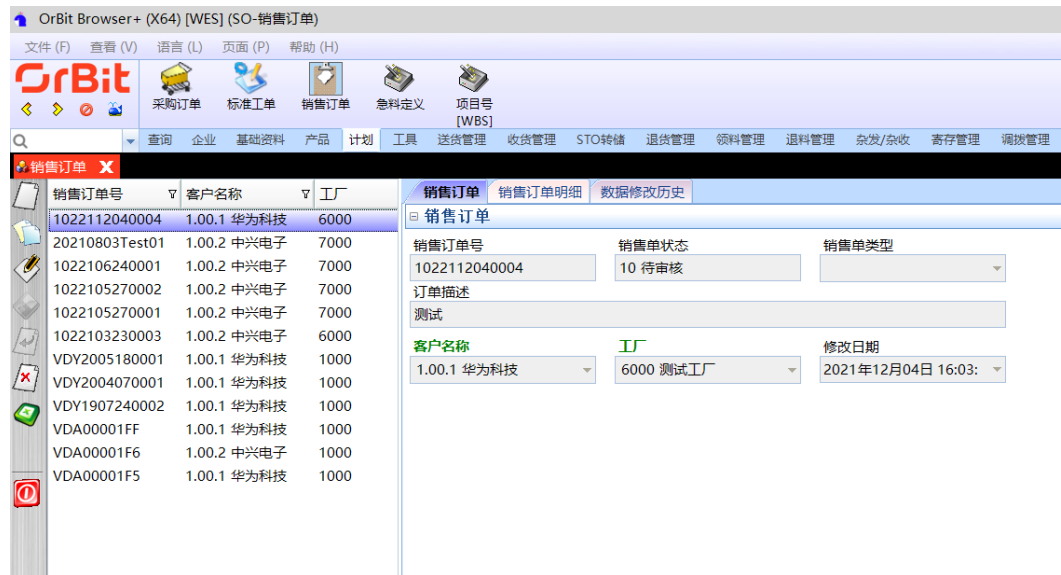 OrBit Browser+ (X64) [WES] (SO-销售订单)
文件 (F) 查看 (V) 语言 (L) 页面 (P) 帮助 (H)
OrBit
采购订单 标准工单 销售订单 急料定义 项目号
[WBS]
查询 企业 基础资料 产品 计划 工具 送货管理 收货管理 STO转储 退货管理 领料管理 退料管理 杂发/杂收 寄存管理 调拨管理
销售订单 X
销售订单号 客户名称 工厂
1022112040004 1.00.1 华为科技 6000
20210803Test01 1.00.2 中兴电子 7000
1022106240001 1.00.2 中兴电子 7000
1022105270002 1.00.2 中兴电子 7000
1022105270001 1.00.2 中兴电子 7000
1022103230003 1.00.2 中兴电子 6000
VDY2005180001 1.00.1 华为科技 1000
VDY2004070001 1.00.1 华为科技 1000
VDY1907240002 1.00.1 华为科技 1000
VDA00001FF 1.00.1 华为科技 1000
VDA00001F6 1.00.2 中兴电子 1000
VDA00001F5 1.00.1 华为科技 1000
销售订单 销售订单明细 数据修改历史
销售订单
销售订单号 销售单状态 销售单类型
1022112040004 10 待审核
订单描述
测试
客户名称 工厂 修改日期
1.00.1 华为科技 6000 测试工厂 2021年12月04日 16:03: